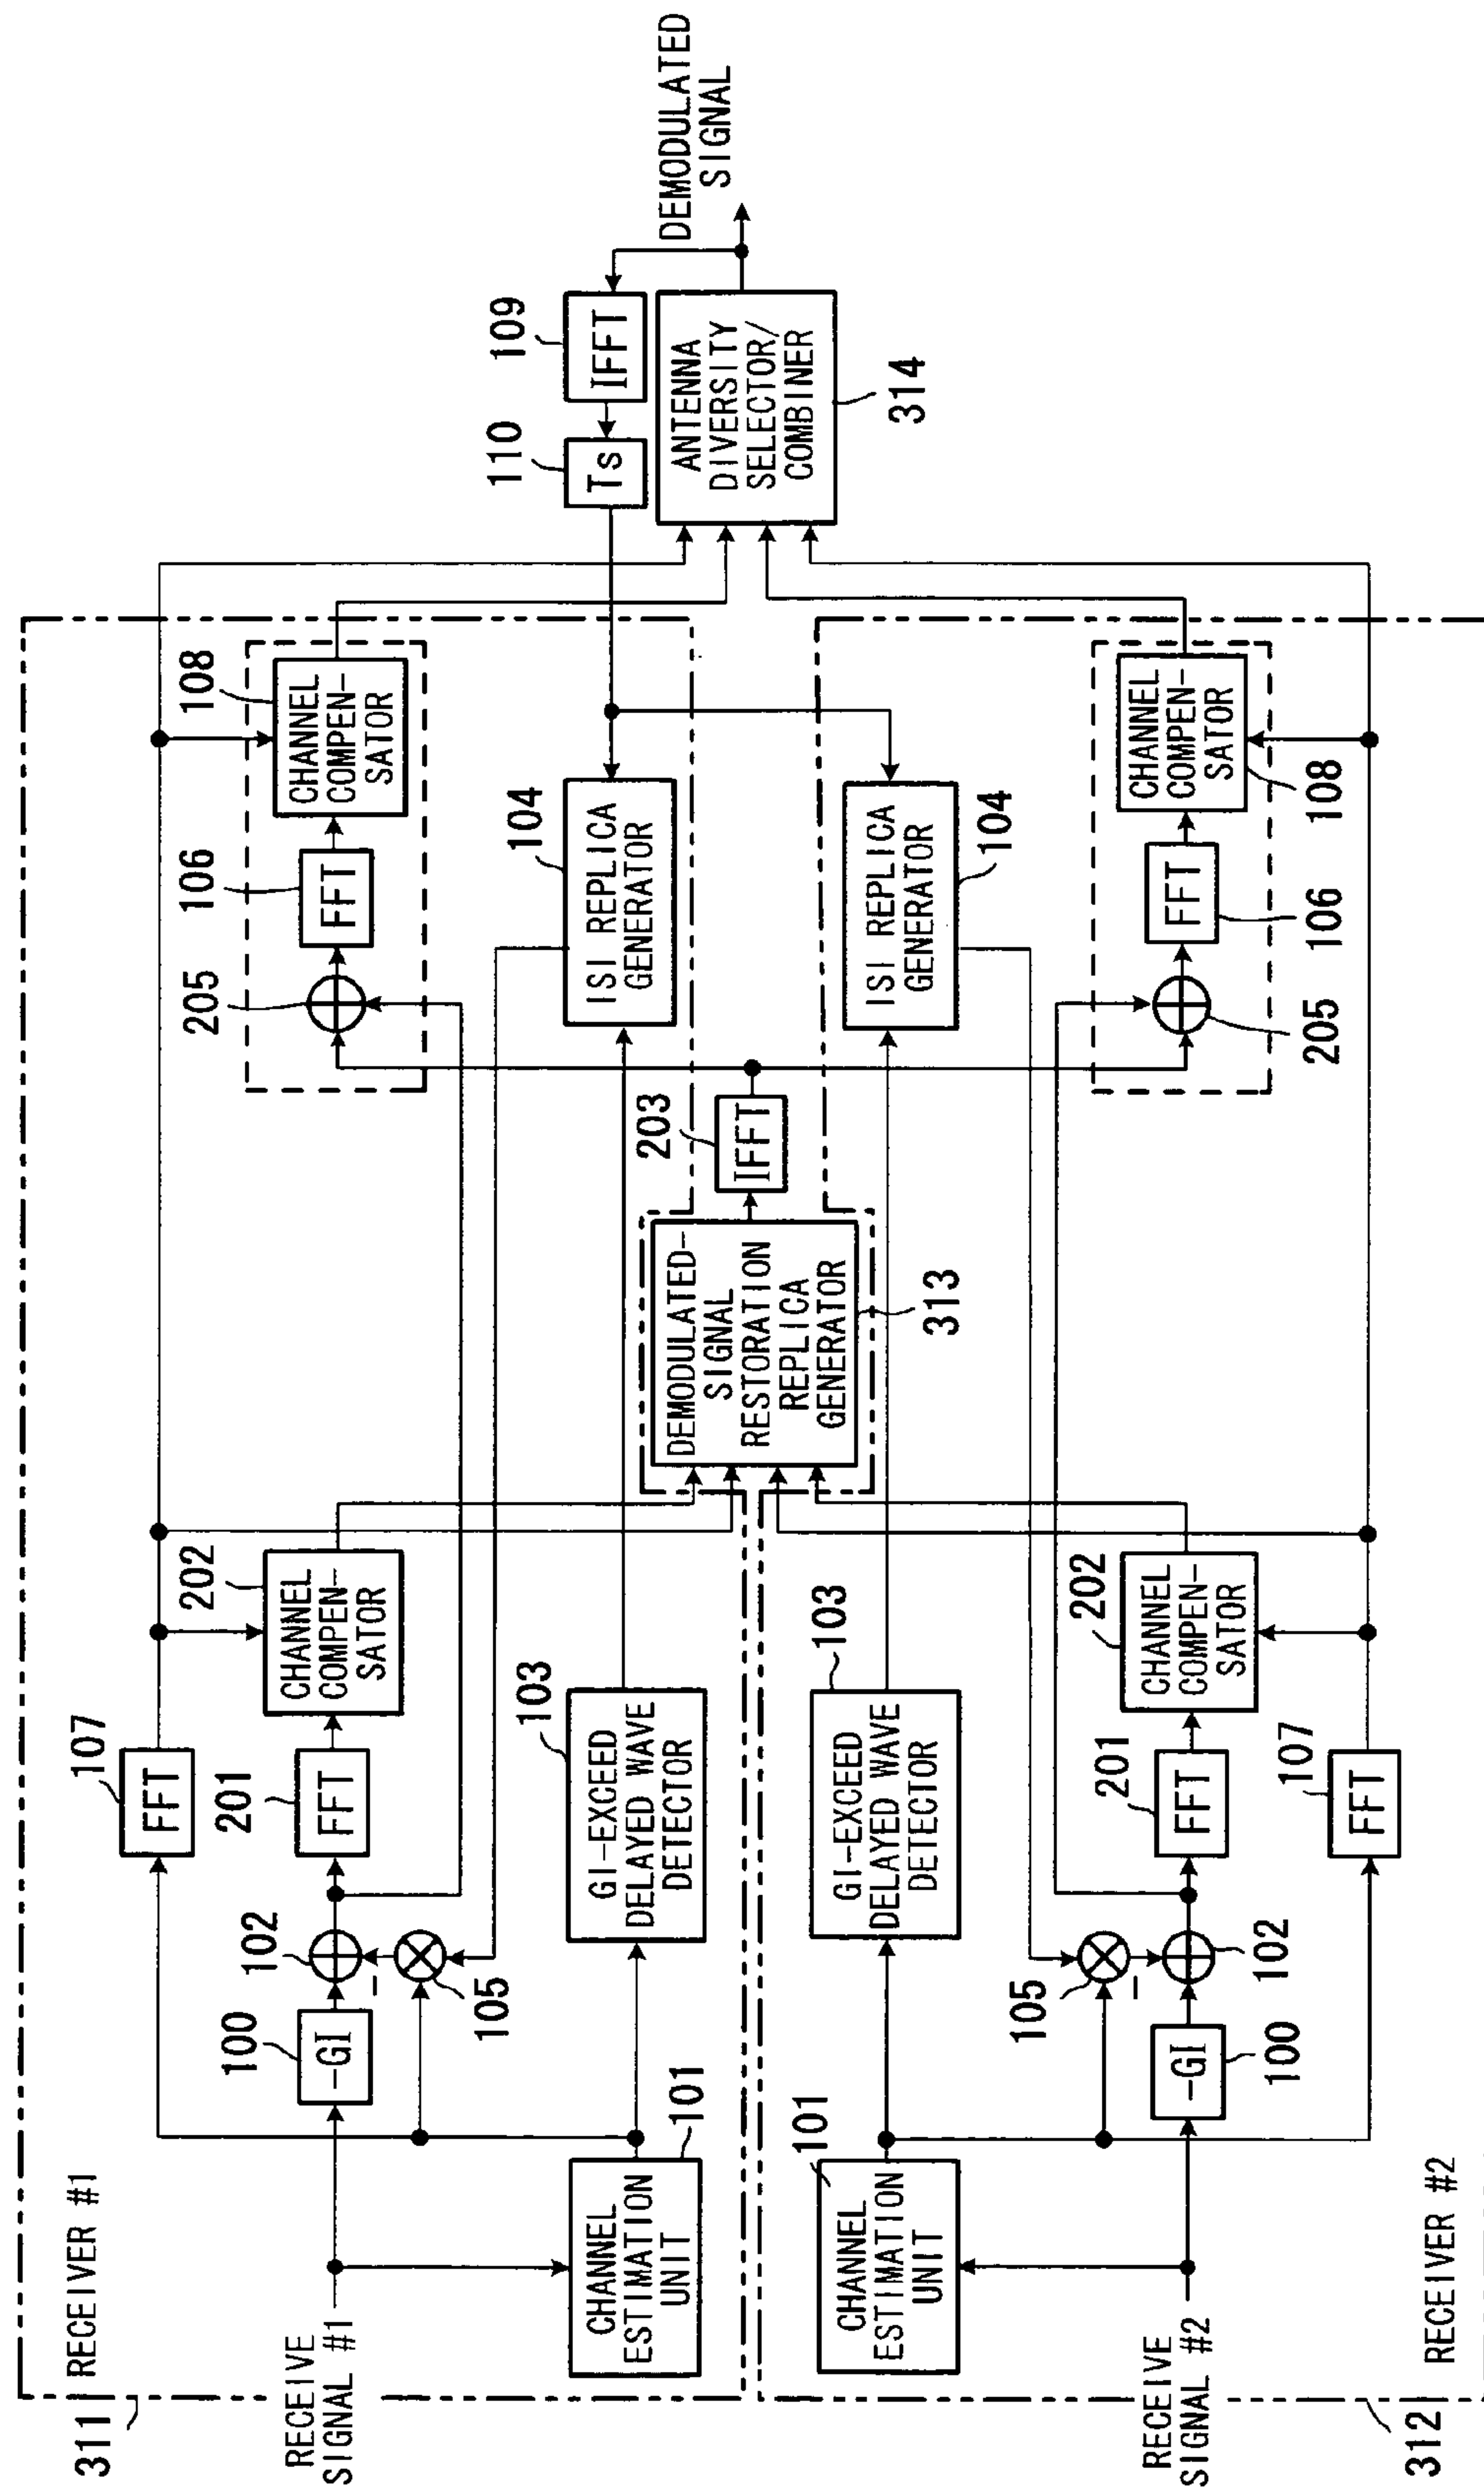 311
RECEIVER #1
RECEIVE
SIGNAL #1
CHANNEL
ESTIMATION
UNIT
101
100
-GI
102
-
105
107
FFT
201
FFT
202
CHANNEL
COMPEN-
SATOR
103
GI-EXCEED
DELAYED WAVE
DETECTOR
205
106
FFT
108
CHANNEL
COMPEN-
SATOR
104
ISI REPLICA
GENERATOR
DEMODULATED-
SIGNAL
RESTORATION
REPLICA
GENERATOR
313
203
IFFT
110
Ts
109
IFFT
ANTENNA
DIVERSITY
SELECTOR/
COMBINER
314
DEMODULATED
SIGNAL
312
RECEIVER #2
RECEIVE
SIGNAL #2
101
CHANNEL
ESTIMATION
UNIT
-GI
100
105
-
102
103
GI-EXCEED
DELAYED WAVE
DETECTOR
201
FFT
107
FFT
202
CHANNEL
COMPEN-
SATOR
ISI REPLICA
GENERATOR
104
205
FFT
106
CHANNEL
COMPEN-
SATOR
108